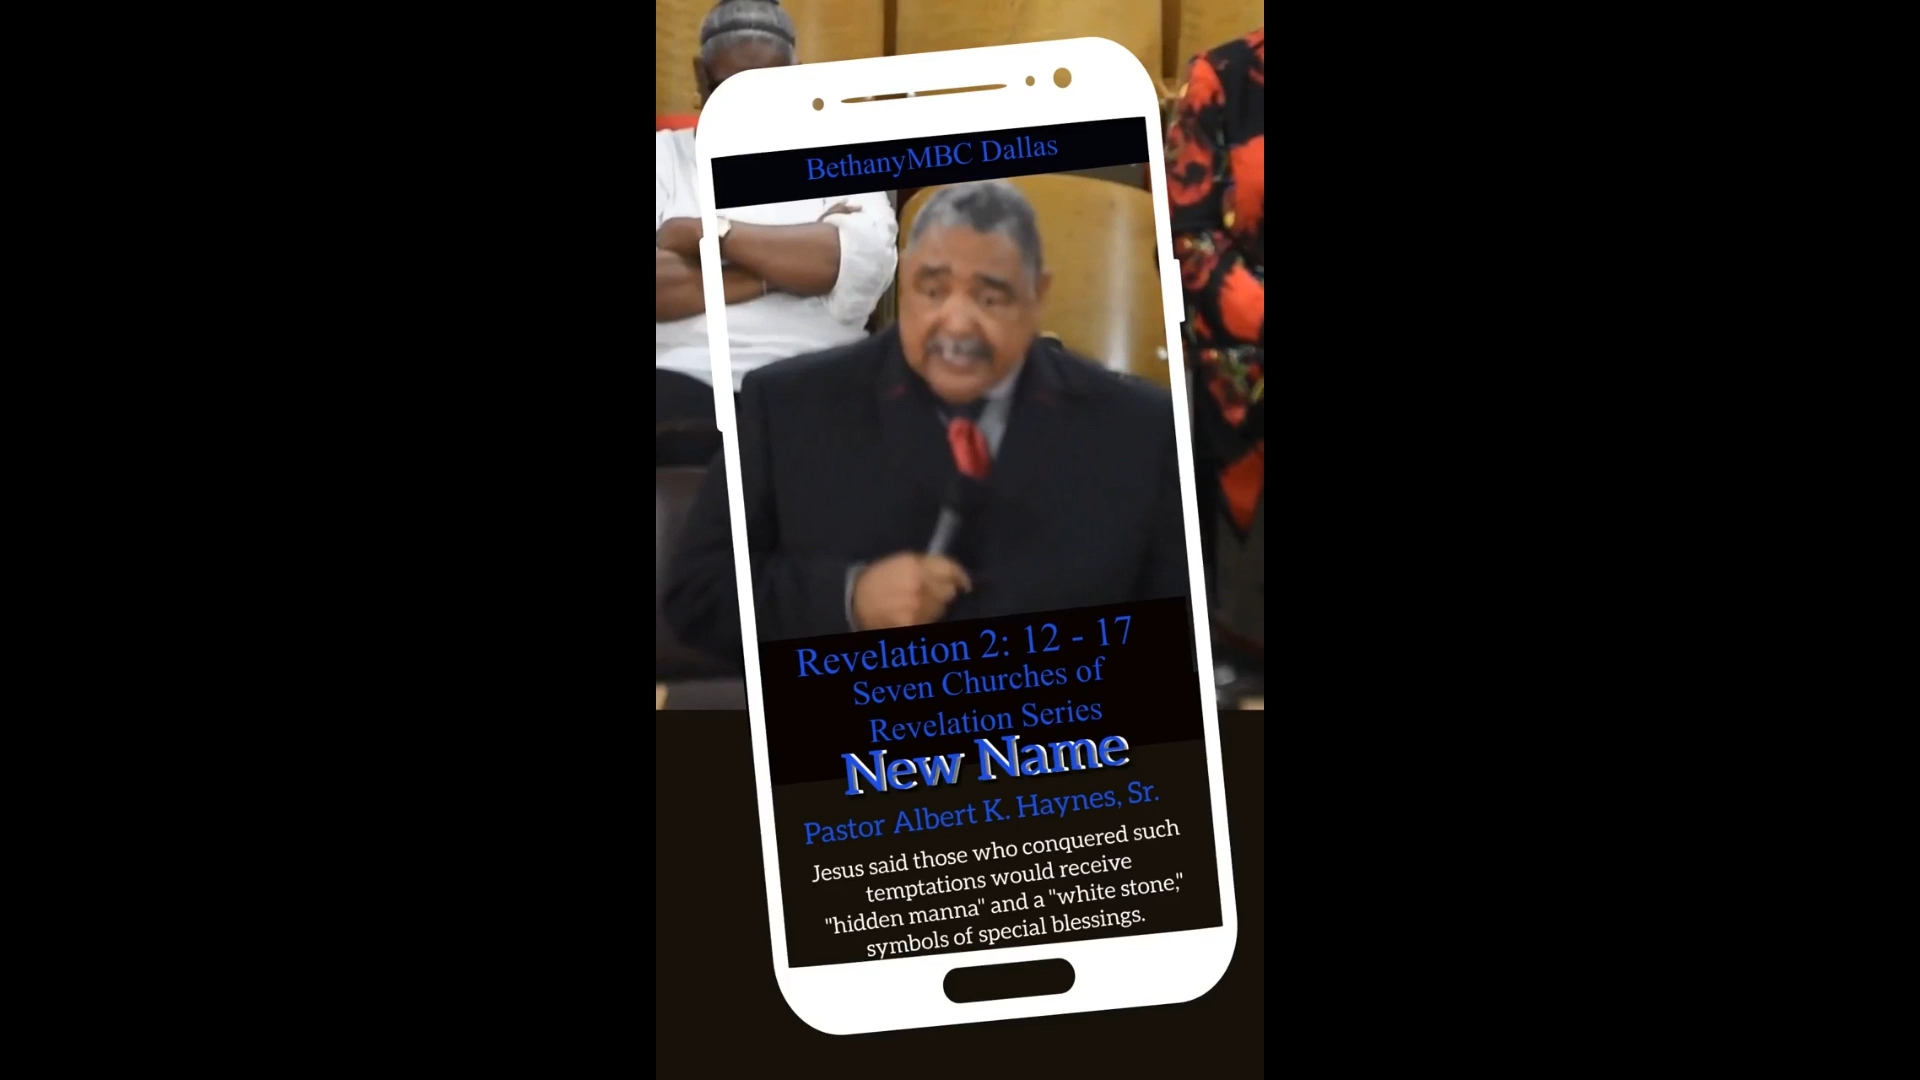 BethanyMBC Dallas
Revelation 2: 12 - 17
Seven Churches of
Revelation Series
New Name
Pastor Albert K. Haynes, Sr.
Jesus said those who conquered such
temptations would receive
"hidden manna" and a "white stone,"
symbols of special blessings.